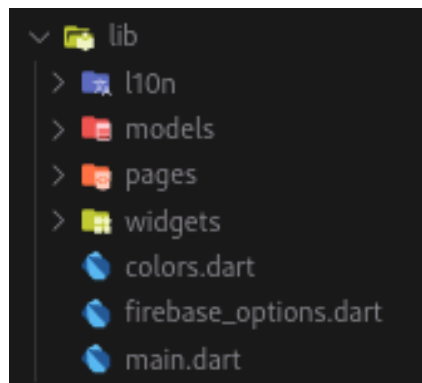 lib
l10n
models
pages
widgets
colors.dart
firebase_options.dart
main.dart